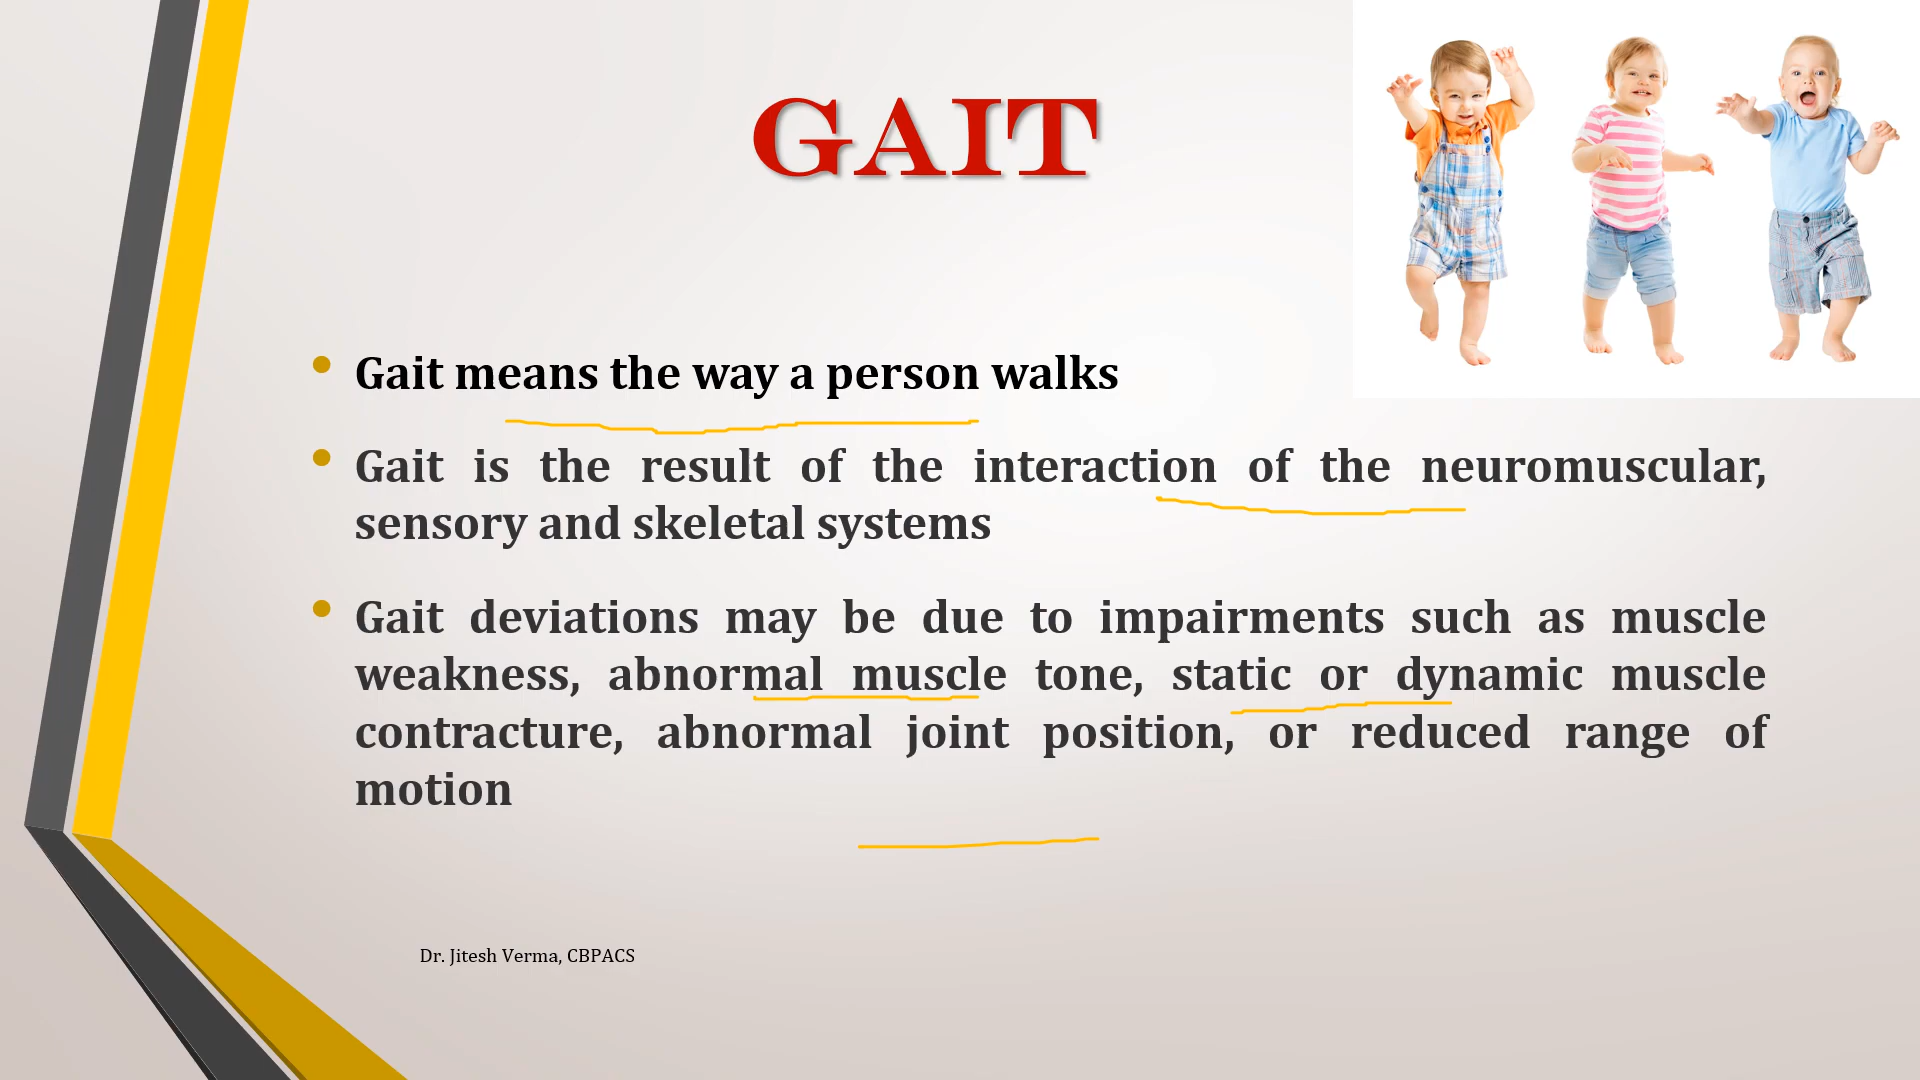 GAIT
• Gait means the way a person walks
• Gait is the result of the interaction of the neuromuscular,
sensory and skeletal systems
• Gait deviations may be due to impairments such as muscle
weakness, abnormal muscle tone, static or dynamic muscle
contracture, abnormal joint position, or reduced range of
motion
Dr. Jitesh Verma, CBPACS